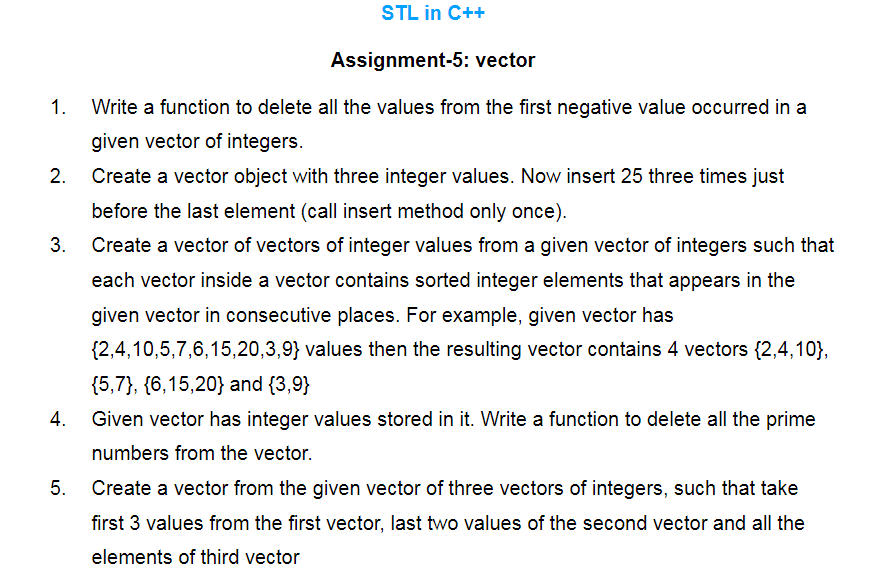 STL in C++
Assignment-5: vector
1. Write a function to delete all the values from the first negative value occurred in a
given vector of integers.
2. Create a vector object with three integer values. Now insert 25 three times just
before the last element (call insert method only once).
3. Create a vector of vectors of integer values from a given vector of integers such that
each vector inside a vector contains sorted integer elements that appears in the
given vector in consecutive places. For example, given vector has
{2,4,10,5,7,6,15,20,3,9} values then the resulting vector contains 4 vectors {2,4,10},
{5,7}, {6,15,20} and {3,9}
4. Given vector has integer values stored in it. Write a function to delete all the prime
numbers from the vector.
5. Create a vector from the given vector of three vectors of integers, such that take
first 3 values from the first vector, last two values of the second vector and all the
elements of third vector